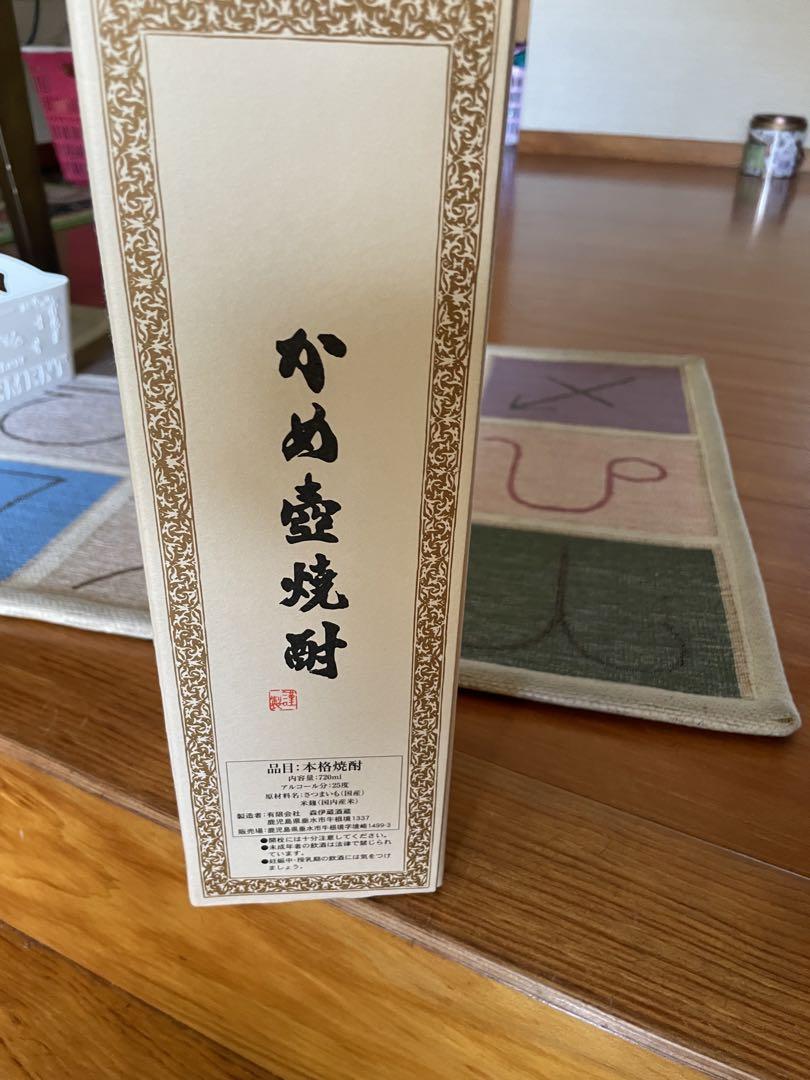 かめ壺焼酎
謹製
品目：本格焼酎
内容量：720ml
アルコール分：25度
原材料名：さつまいも（国産）
米麹（国内産米）
製造者：有限会社 森伊蔵酒蔵
鹿児島県垂水市牛根境1337
販売場：鹿児島県垂水市牛根境字後崎1499-3
●開栓には十分注意してください。
●未成年者の飲酒は法律で禁じられ
ています。
●妊娠中・授乳期の飲酒には気をつけ
ましょう。